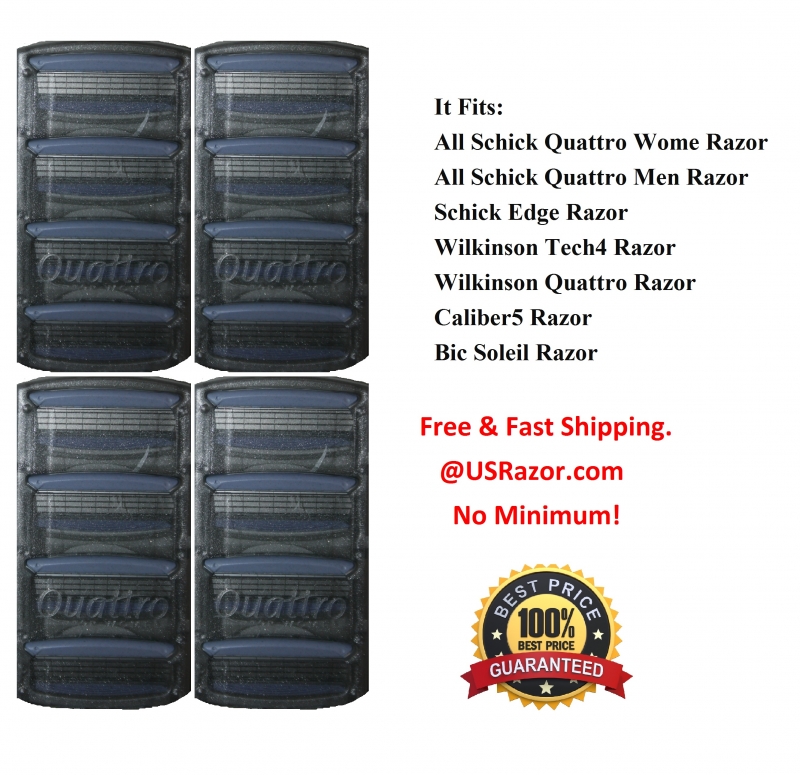 Quattro
Quattro
Quattro
Quattro
It Fits:
All Schick Quattro Wome Razor
All Schick Quattro Men Razor
Schick Edge Razor
Wilkinson Tech4 Razor
Wilkinson Quattro Razor
Caliber5 Razor
Bic Soleil Razor
Free & Fast Shipping.
@USRazor.com
No Minimum!
BEST PRICE
100%
BEST PRICE
GUARANTEED